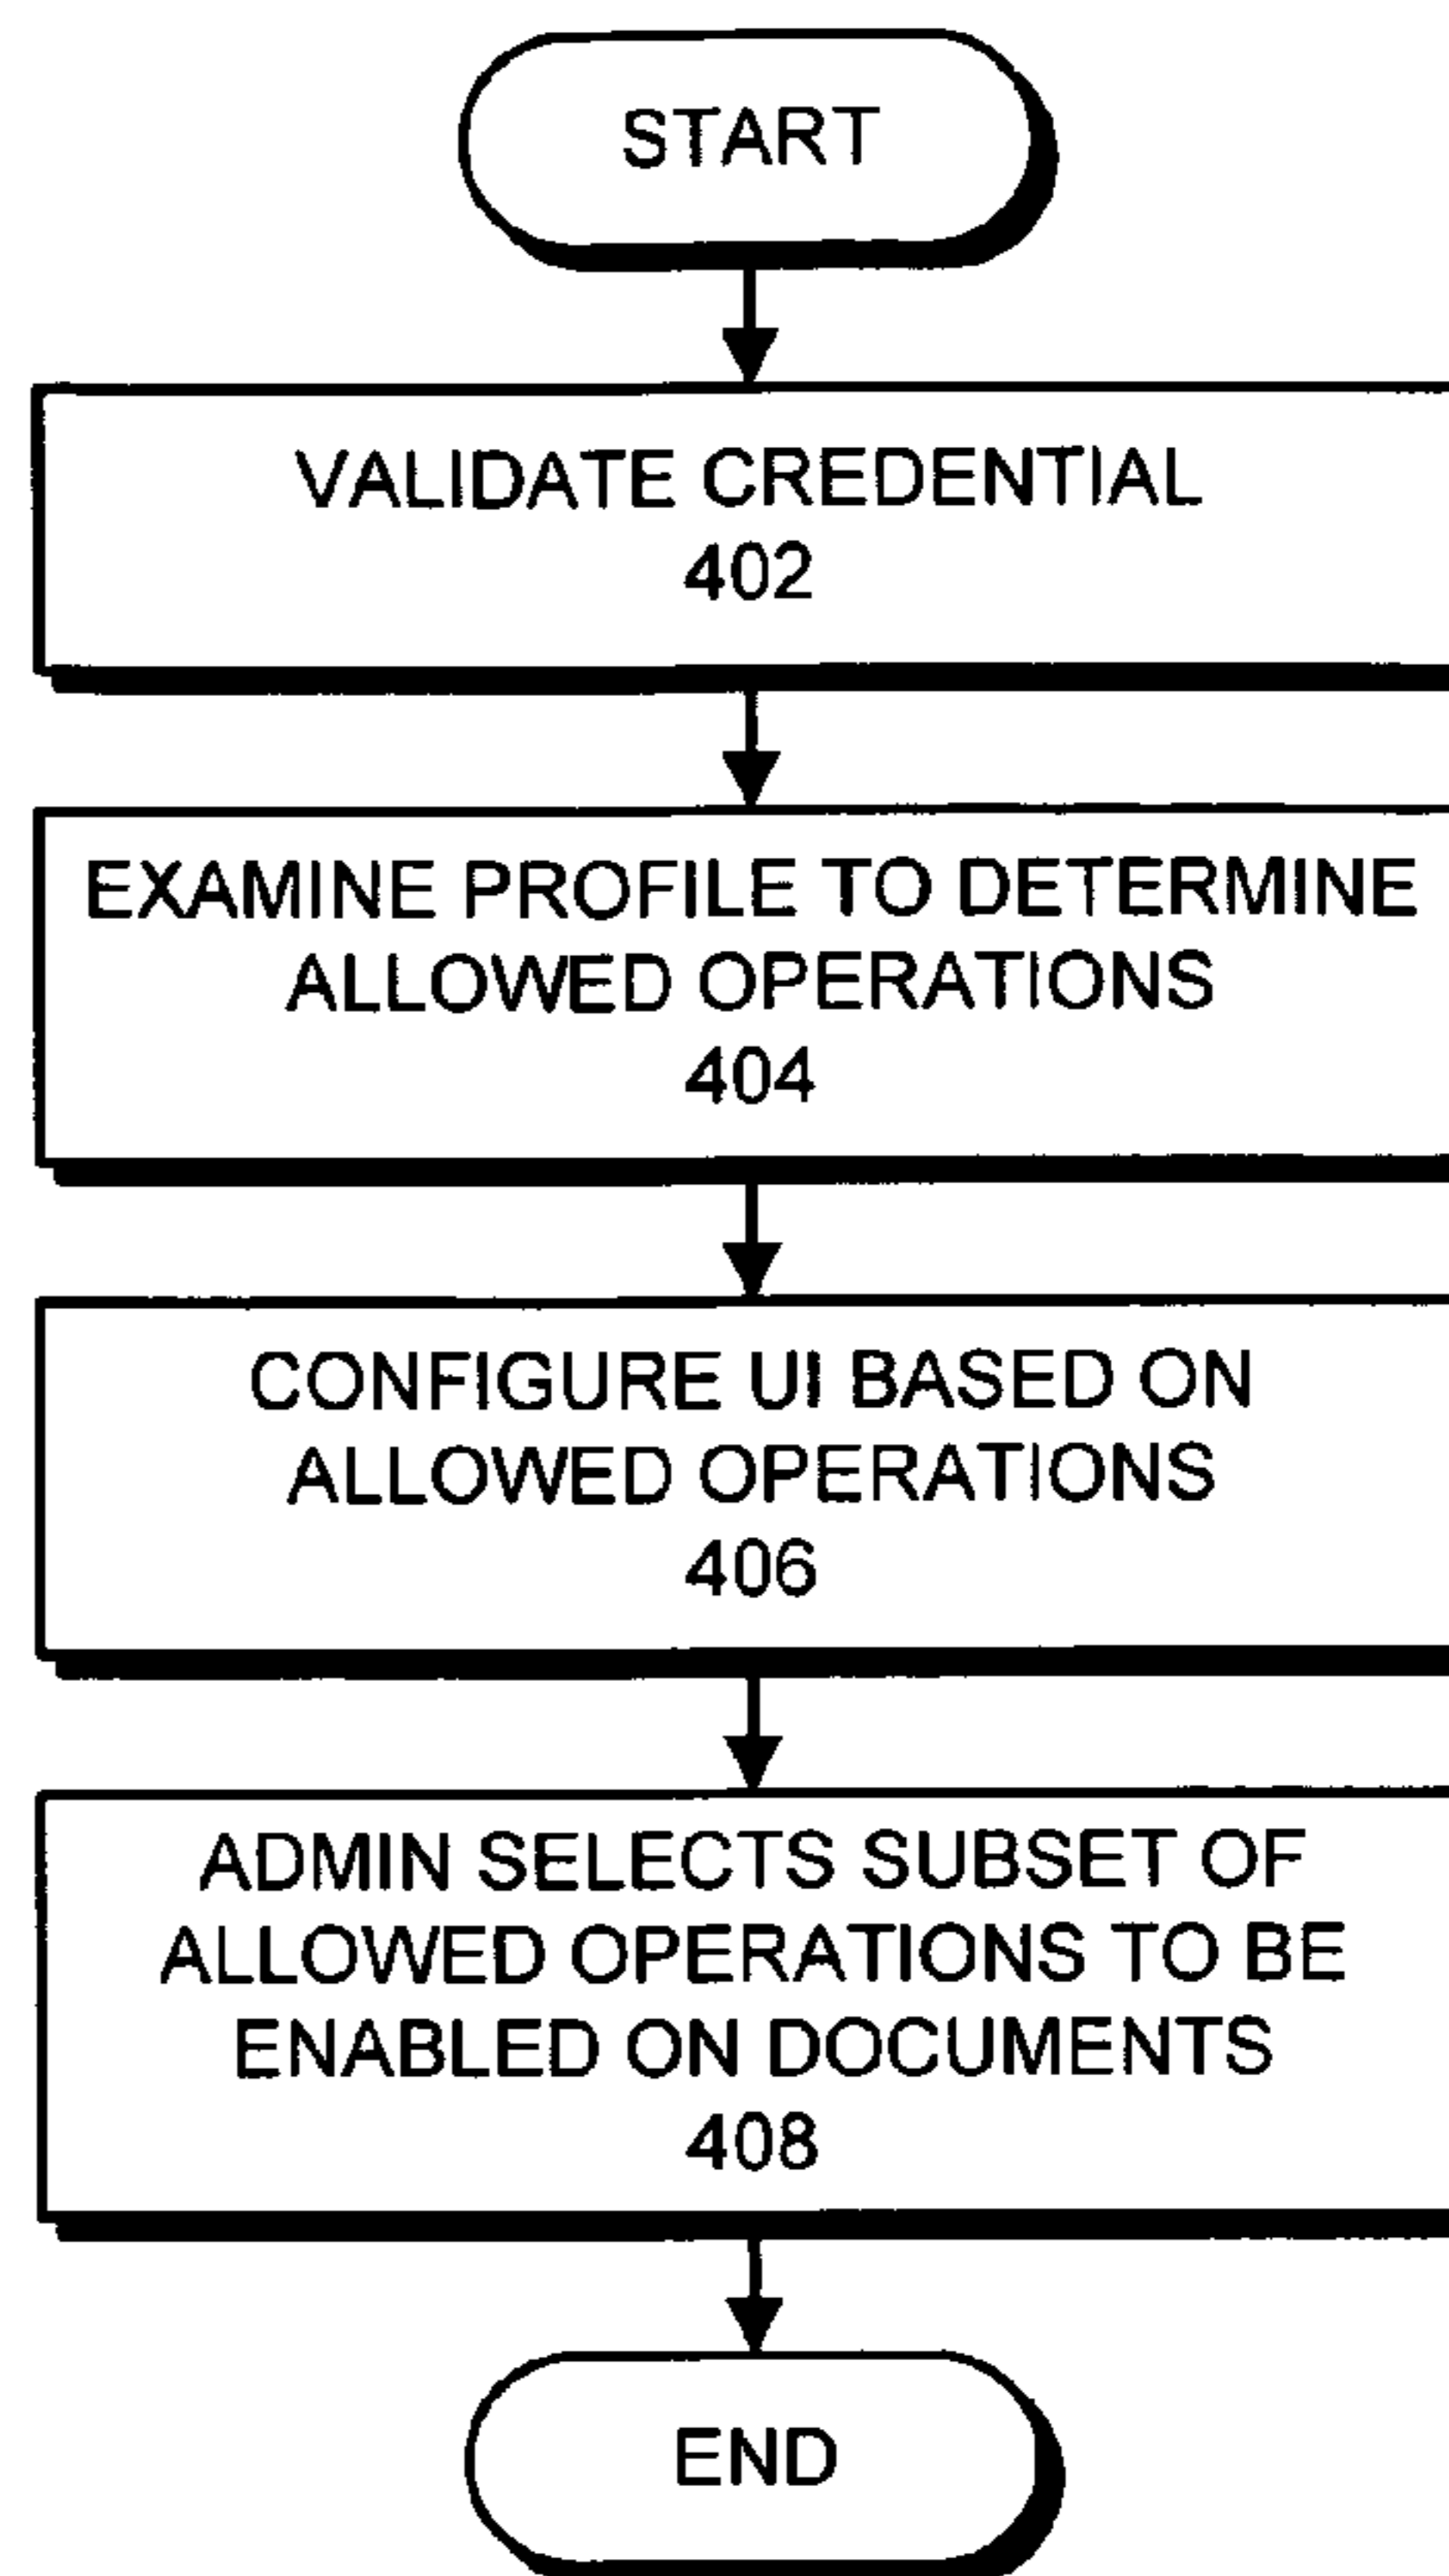 START
VALIDATE CREDENTIAL
402
EXAMINE PROFILE TO DETERMINE
ALLOWED OPERATIONS
404
CONFIGURE UI BASED ON
ALLOWED OPERATIONS
406
ADMIN SELECTS SUBSET OF
ALLOWED OPERATIONS TO BE
ENABLED ON DOCUMENTS
408
END